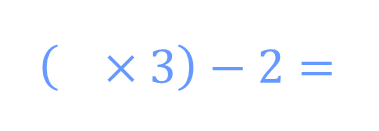 (   × 3) − 2 =